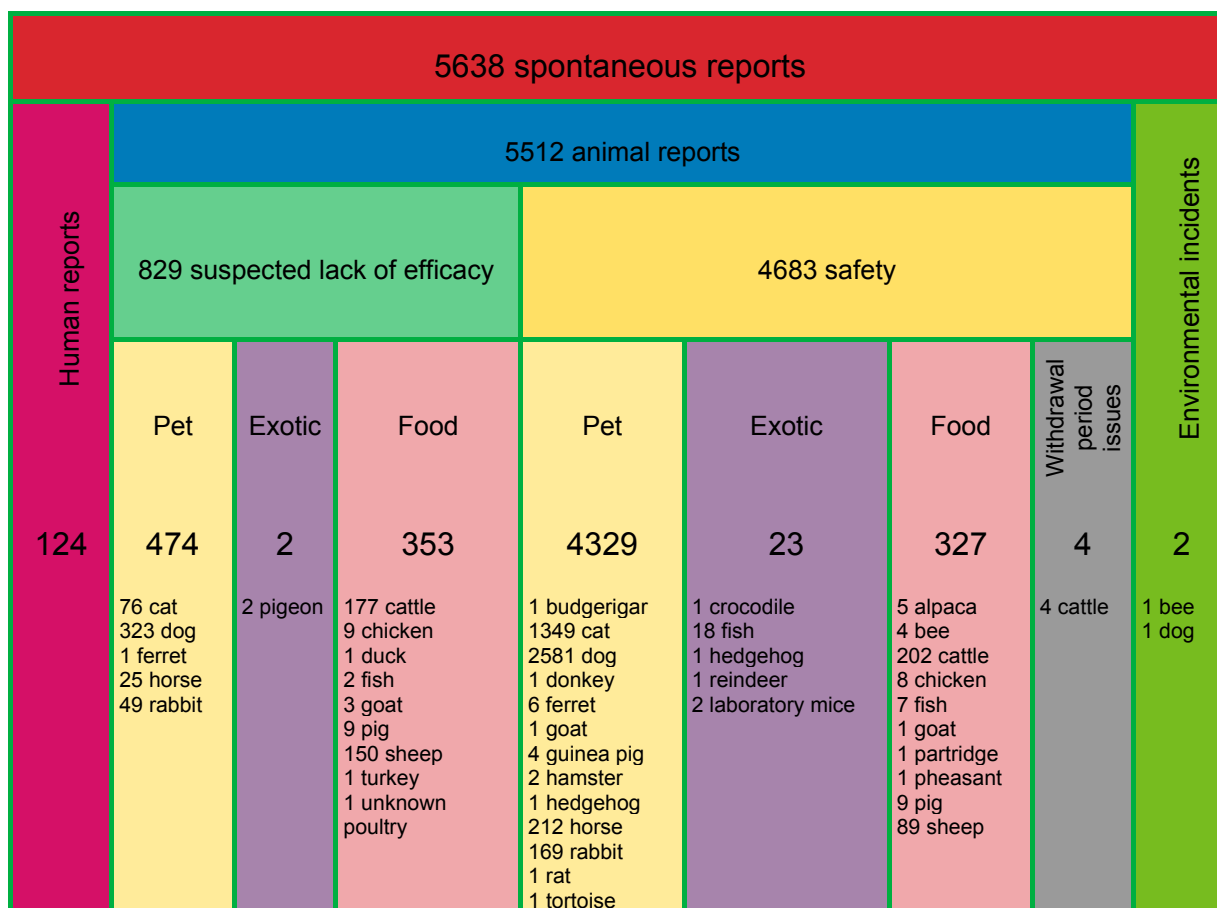 5638 spontaneous reports
5512 animal reports
Human reports
Environmental incidents
829 suspected lack of efficacy
4683 safety
Pet
Exotic
Food
Pet
Exotic
Food
Withdrawal
period
issues
124
474
2
353
4329
23
327
4
2
76 cat
323 dog
1 ferret
25 horse
49 rabbit
2 pigeon
177 cattle
9 chicken
1 duck
2 fish
3 goat
9 pig
150 sheep
1 turkey
1 unknown
poultry
1 budgerigar
1349 cat
2581 dog
1 donkey
6 ferret
1 goat
4 guinea pig
2 hamster
1 hedgehog
212 horse
169 rabbit
1 rat
1 tortoise
1 crocodile
18 fish
1 hedgehog
1 reindeer
2 laboratory mice
5 alpaca
4 bee
202 cattle
8 chicken
7 fish
1 goat
1 partridge
1 pheasant
9 pig
89 sheep
4 cattle
1 bee
1 dog